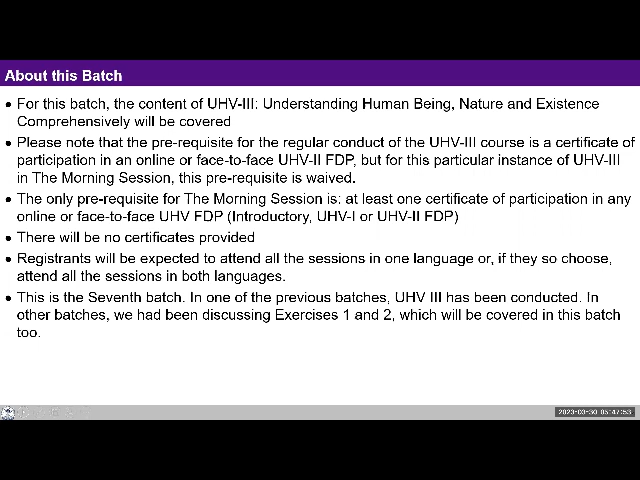 About this Batch
• For this batch, the content of UHV-III: Understanding Human Being, Nature and Existence
Comprehensively will be covered
• Please note that the pre-requisite for the regular conduct of the UHV-III course is a certificate of
participation in an online or face-to-face UHV-II FDP, but for this particular instance of UHV-III
in The Morning Session, this pre-requisite is waived.
• The only pre-requisite for The Morning Session is: at least one certificate of participation in any
online or face-to-face UHV FDP (Introductory, UHV-I or UHV-II FDP)
• There will be no certificates provided
• Registrants will be expected to attend all the sessions in one language or, if they so choose,
attend all the sessions in both languages.
• This is the Seventh batch. In one of the previous batches, UHV III has been conducted. In
other batches, we had been discussing Exercises 1 and 2, which will be covered in this batch
too.
2023-03-30 05:47:53